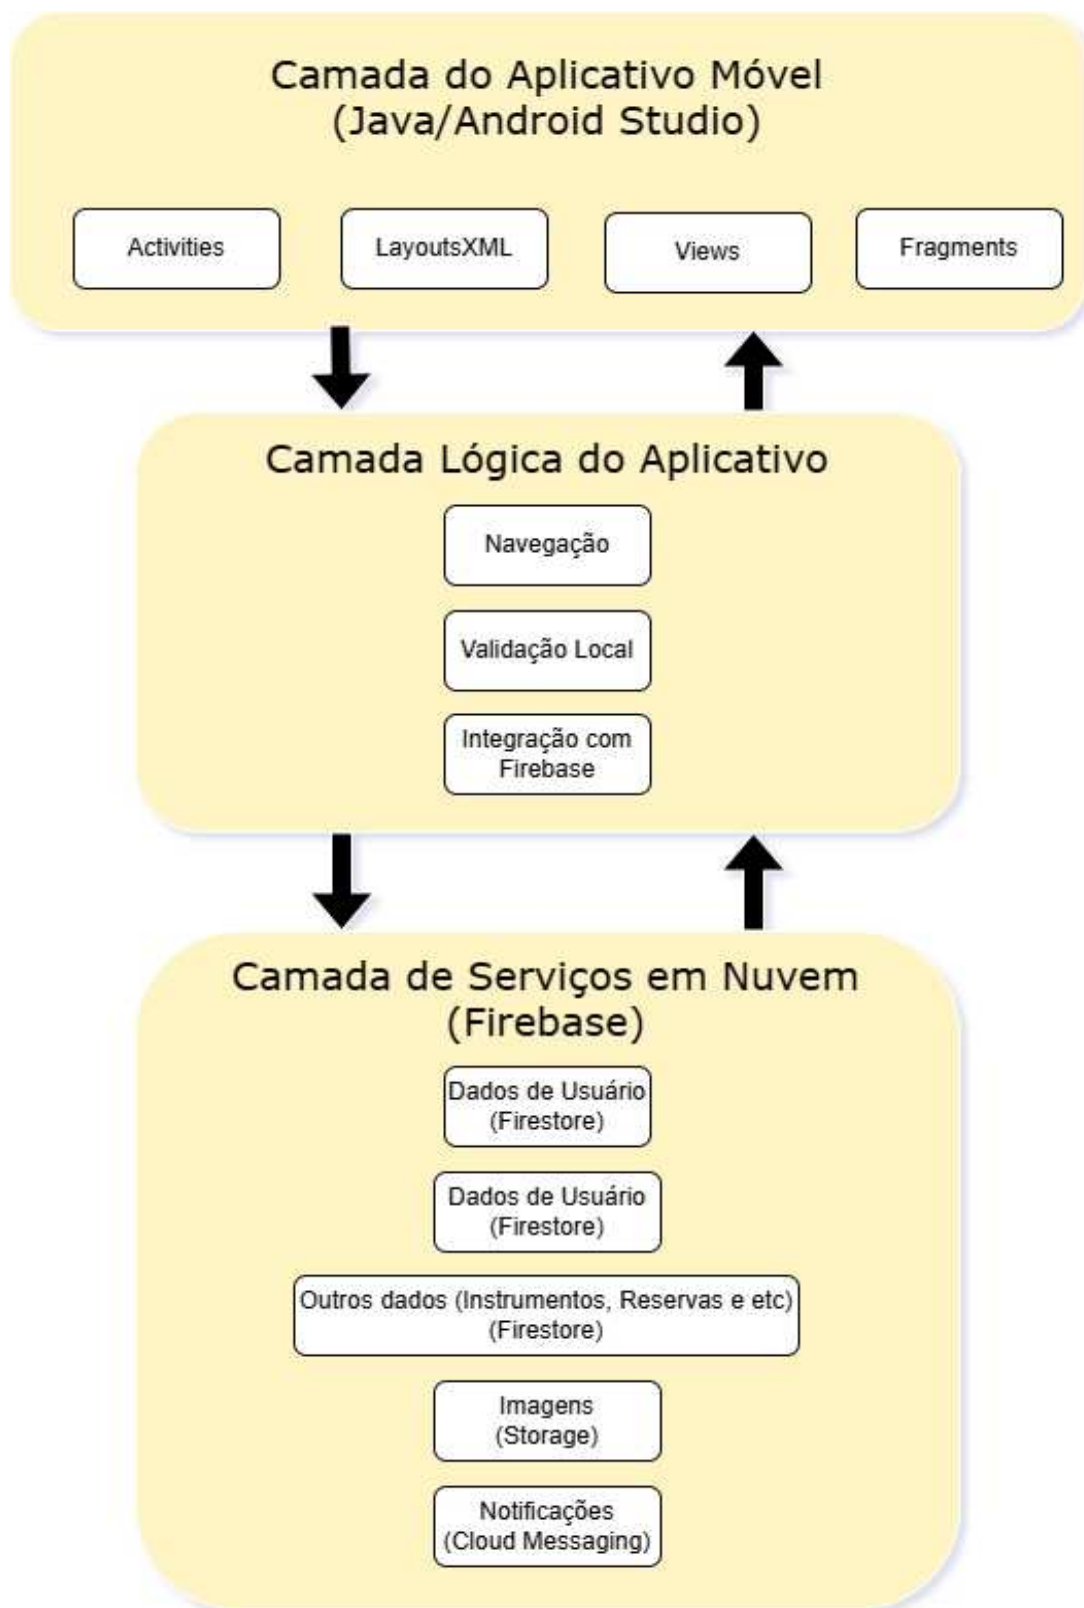 Camada do Aplicativo Móvel
(Java/Android Studio)
Activities
LayoutsXML
Views
Fragments
Camada Lógica do Aplicativo
Navegação
Validação Local
Integração com
Firebase
Camada de Serviços em Nuvem
(Firebase)
Dados de Usuário
(Firestore)
Dados de Usuário
(Firestore)
Outros dados (Instrumentos, Reservas e etc)
(Firestore)
Imagens
(Storage)
Notificações
(Cloud Messaging)